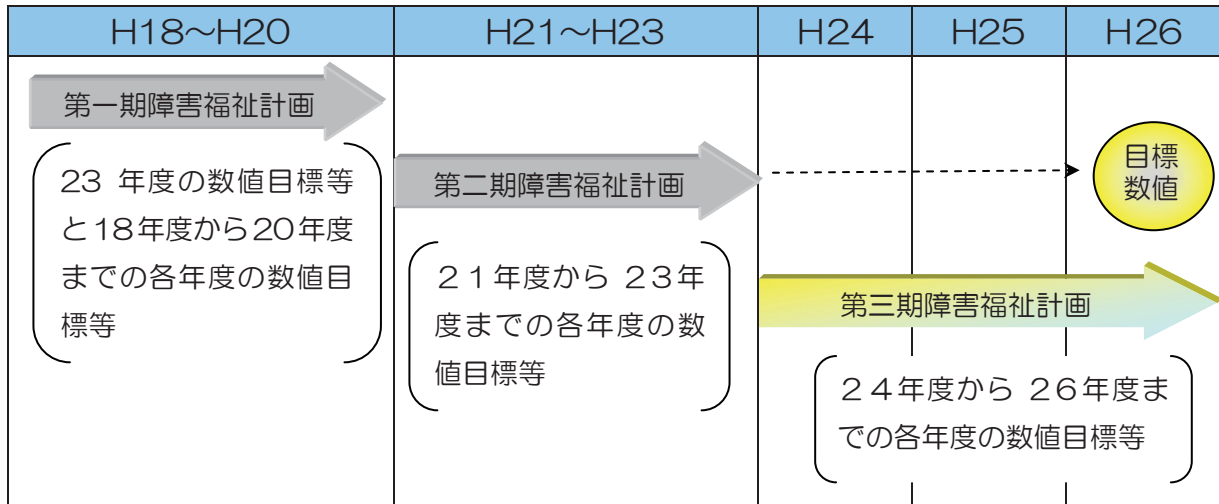 H18～H20
H21～H23
H24
H25
H26
第一期障害福祉計画
23 年度の数値目標等
と18年度から20年度
までの各年度の数値目
標等
第二期障害福祉計画
２１年度から ２３年
度までの各年度の数
値目標等
目標
数値
第三期障害福祉計画
２４年度から ２６年度ま
での各年度の数値目標等